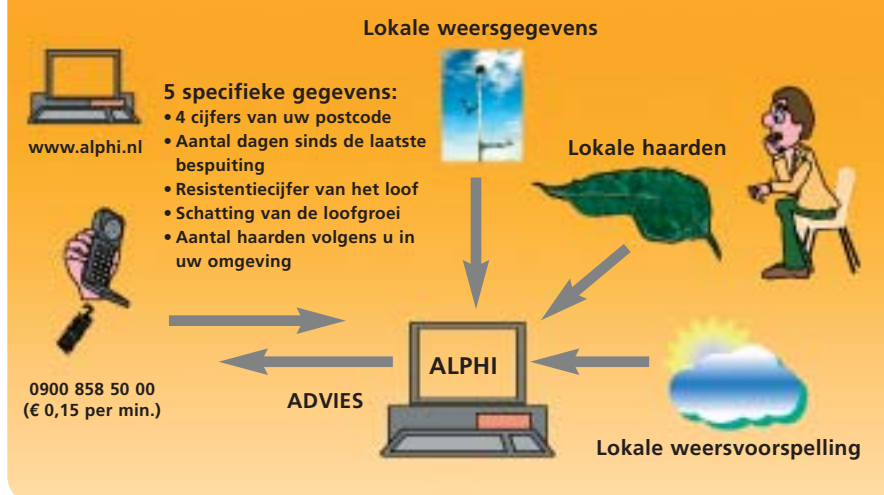 Lokale weersgegevens
www.alphi.nl
5 specifieke gegevens:
• 4 cijfers van uw postcode
• Aantal dagen sinds de laatste
bespuiting
• Resistentiecijfer van het loof
• Schatting van de loofgroei
• Aantal haarden volgens u in
uw omgeving
Lokale haarden
0900 858 50 00
(€ 0,15 per min.)
ADVIES
ALPHI
Lokale weersvoorspelling